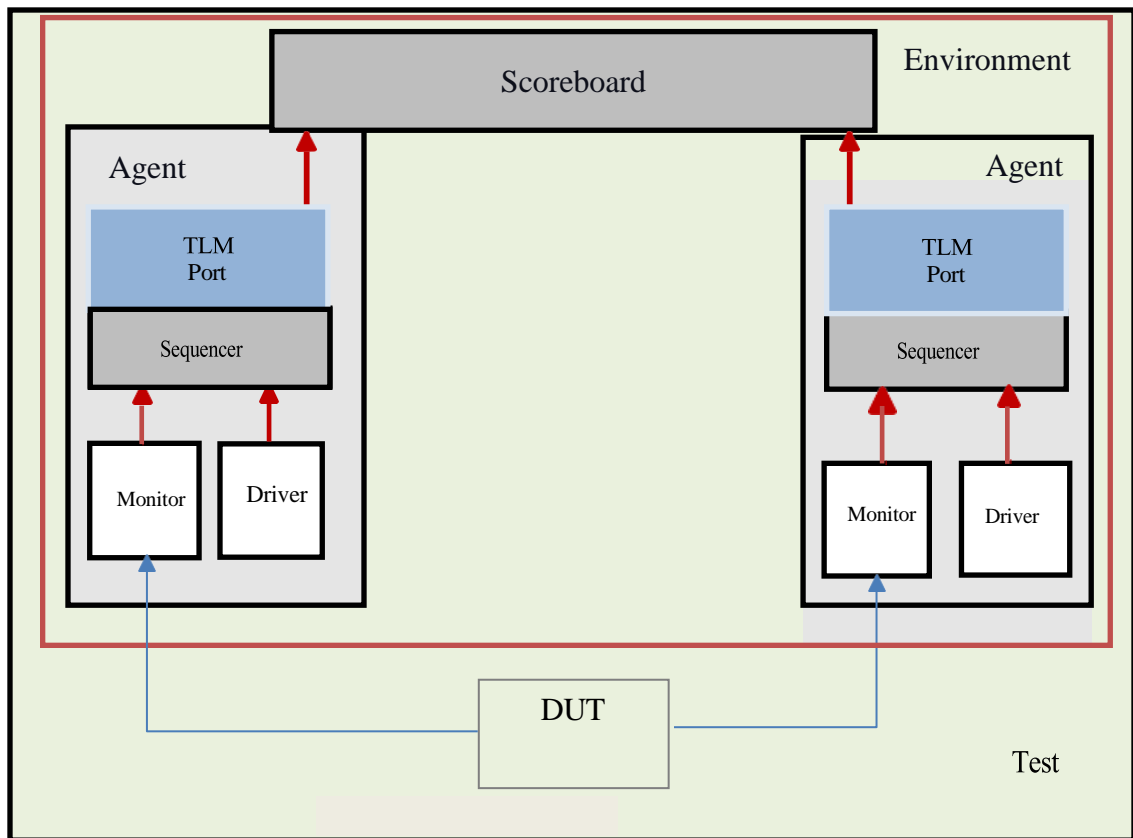 Scoreboard
Environment
Agent
TLM
Port
Sequencer
Monitor
Driver
Agent
TLM
Port
Sequencer
Monitor
Driver
DUT
Test